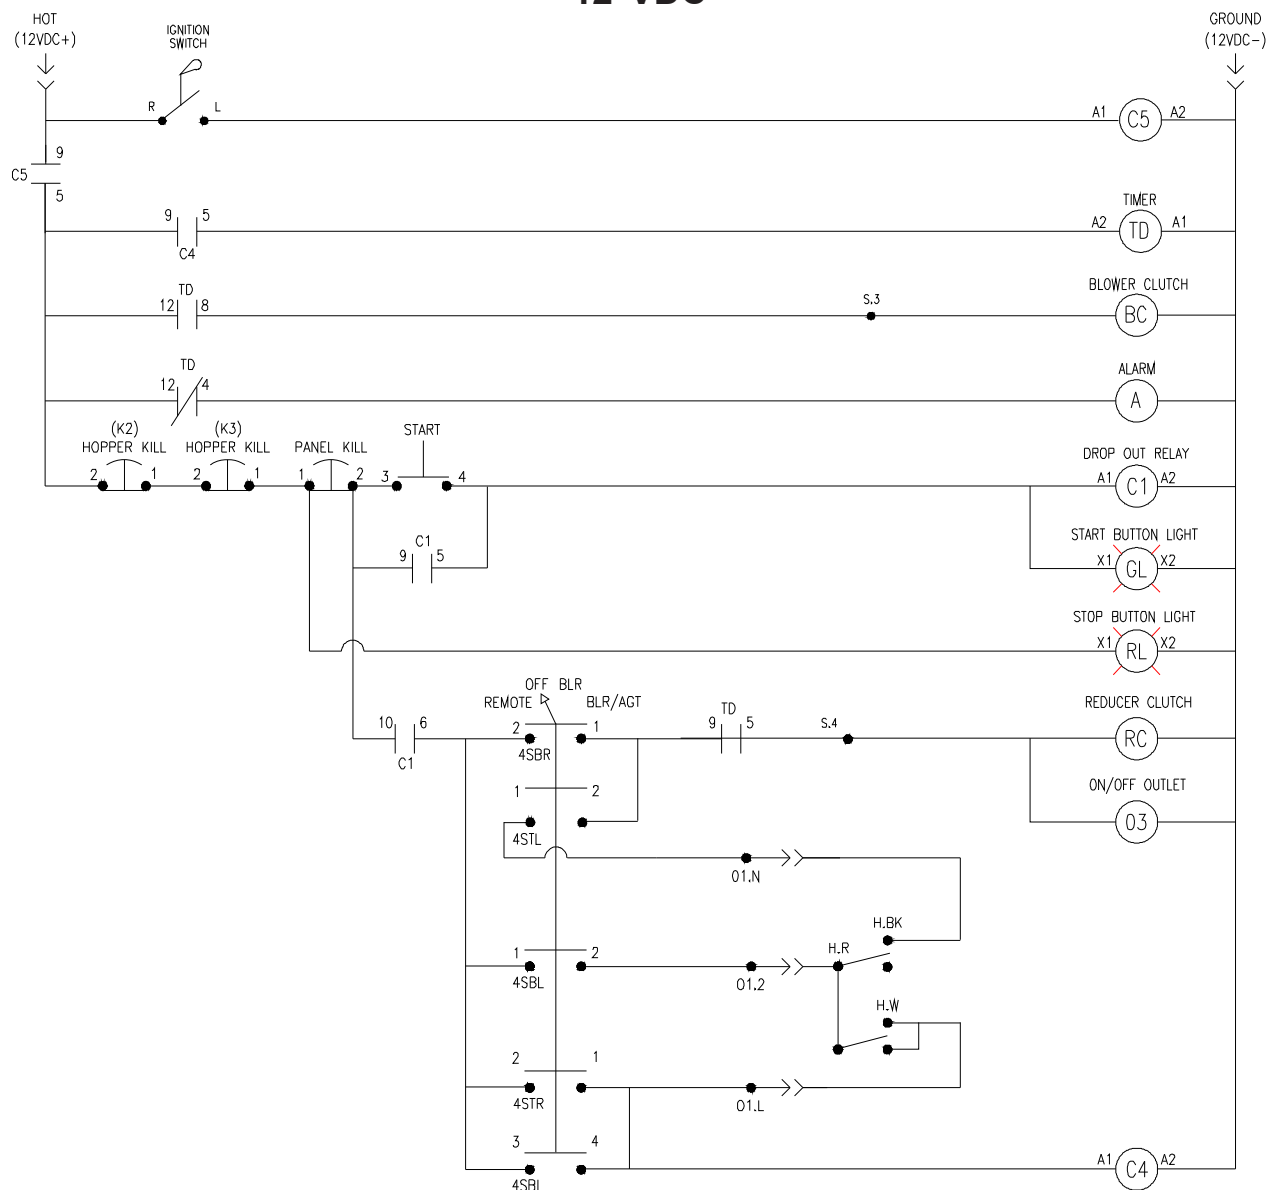 12 VDC
HOT
(12VDC+)
GROUND
(12VDC-)
IGNITION
SWITCH
R
L
A1
C5
A2
9
C5
5
TIMER
9
5
C4
A2
TD
A1
BLOWER CLUTCH
TD
12
8
S.3
BC
ALARM
TD
12
4
A
(K2)
HOPPER KILL
(K3)
HOPPER KILL
PANEL KILL
START
DROP OUT RELAY
2
1
2
1
1
2
3
4
A1
C1
A2
START BUTTON LIGHT
C1
9
5
X1
GL
X2
STOP BUTTON LIGHT
X1
RL
X2
OFF BLR
REMOTE
BLR/AGT
REDUCER CLUTCH
10
6
C1
2
1
4SBR
TD
9
5
S.4
RC
ON/OFF OUTLET
1
2
4STL
O3
O1.N
H.BK
H.R
1
2
4SBL
O1.2
H.W
2
1
4STR
O1.L
3
4
A1
C4
A2